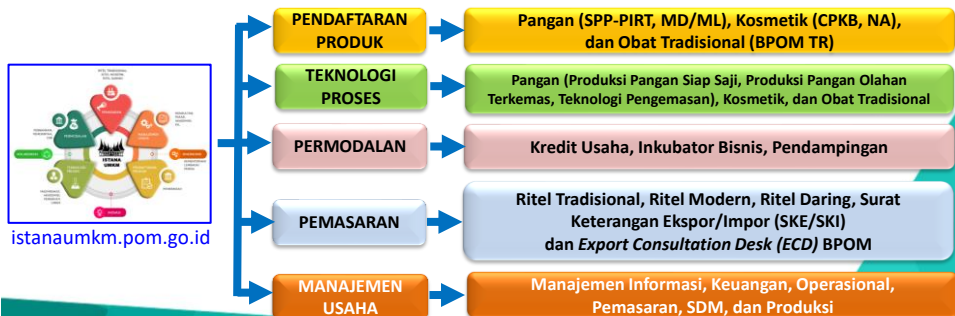 PENDAFTARAN
PRODUK
Pangan (SPP-PIRT, MD/ML), Kosmetik (CPKB, NA),
dan Obat Tradisional (BPOM TR)
TEKNOLOGI
PROSES
Pangan (Produksi Pangan Siap Saji, Produksi Pangan Olahan
Terkemas, Teknologi Pengemasan), Kosmetik, dan Obat Tradisional
PERMODALAN
Kredit Usaha, Inkubator Bisnis, Pendampingan
PEMASARAN
Ritel Tradisional, Ritel Modern, Ritel Daring, Surat
Keterangan Ekspor/Impor (SKE/SKI)
dan Export Consultation Desk (ECD) BPOM
MANAJEMEN
USAHA
Manajemen Informasi, Keuangan, Operasional,
Pemasaran, SDM, dan Produksi
ISTANA
UMKM
istanaumkm.pom.go.id